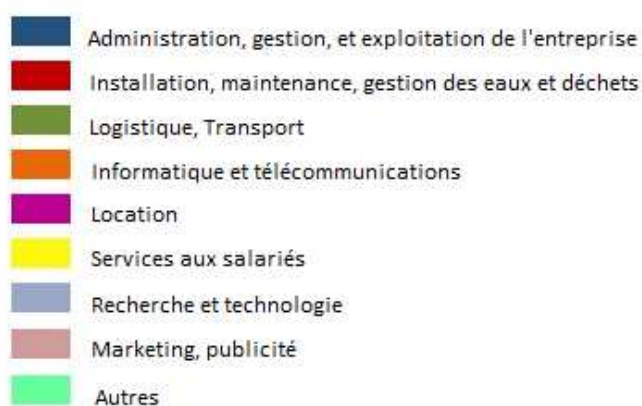 Administration, gestion, et exploitation de l'entreprise
Installation, maintenance, gestion des eaux et déchets
Logistique, Transport
Informatique et télécommunications
Location
Services aux salariés
Recherche et technologie
Marketing, publicité
Autres